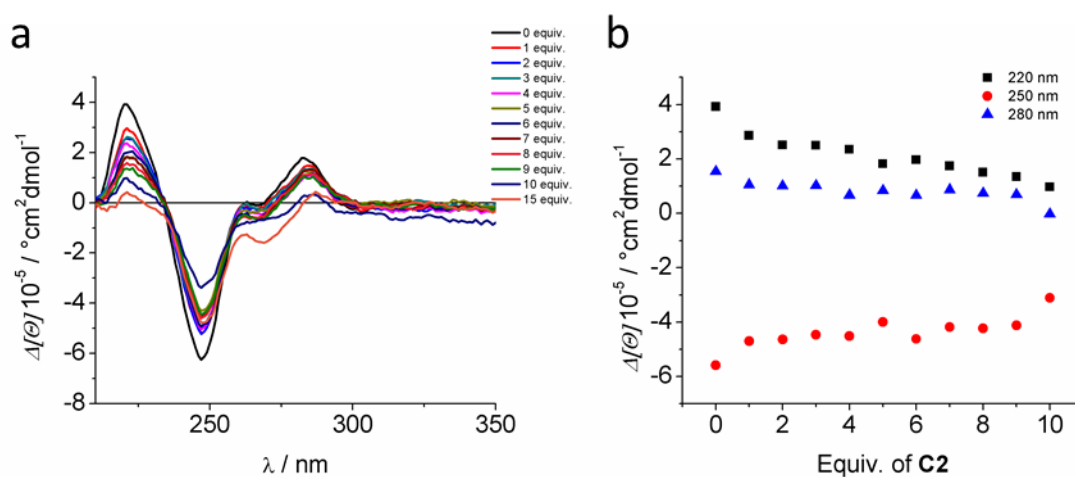 a
0 equiv.
1 equiv.
2 equiv.
3 equiv.
4 equiv.
5 equiv.
6 equiv.
7 equiv.
8 equiv.
9 equiv.
10 equiv.
15 equiv.
4
2
0
-2
-4
-6
-8
Δ[Θ] 10⁻⁵ / °cm²dmol⁻¹
250
300
350
λ / nm
b
220 nm
250 nm
280 nm
4
2
0
-2
-4
-6
Δ[Θ] 10⁻⁵ / °cm²dmol⁻¹
0
2
4
6
8
10
Equiv. of C2